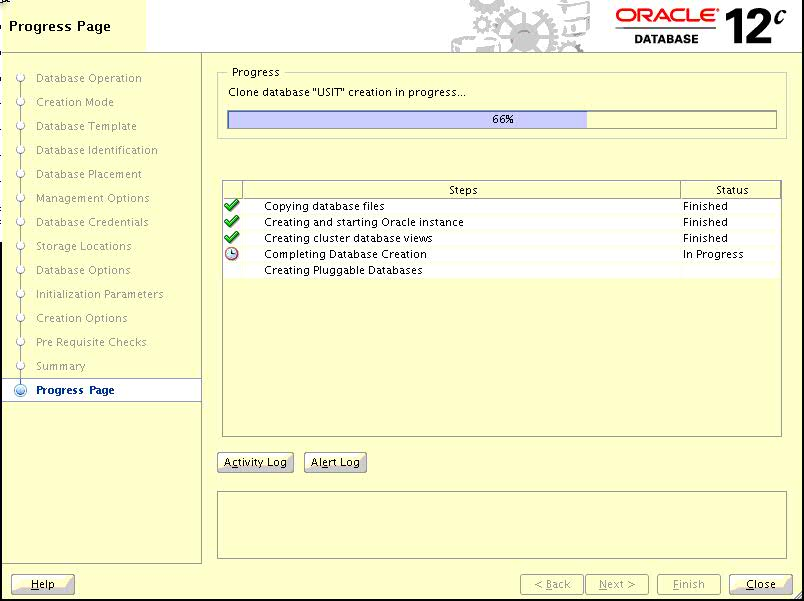 Progress Page
ORACLE®
DATABASE
12c
Database Operation
Creation Mode
Database Template
Database Identification
Database Placement
Management Options
Database Credentials
Storage Locations
Database Options
Initialization Parameters
Creation Options
Pre Requisite Checks
Summary
Progress Page
Progress
Clone database "USIT" creation in progress...
66%
Steps Status
Copying database files Finished
Creating and starting Oracle instance Finished
Creating cluster database views Finished
Completing Database Creation In Progress
Creating Pluggable Databases
Activity Log Alert Log
Help < Back Next > Finish Close